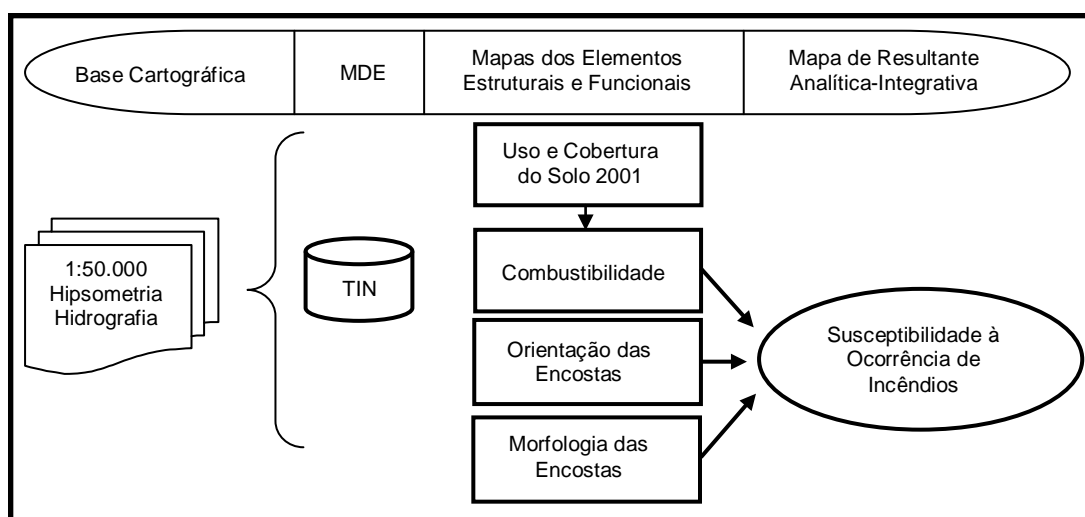 Base Cartográfica
MDE
Mapas dos Elementos
Estruturais e Funcionais
Mapa de Resultante
Analítica-Integrativa
1:50.000
Hipsometria
Hidrografia
TIN
Uso e Cobertura
do Solo 2001
Combustibilidade
Orientação das
Encostas
Morfologia das
Encostas
Susceptibilidade à
Ocorrência de
Incêndios